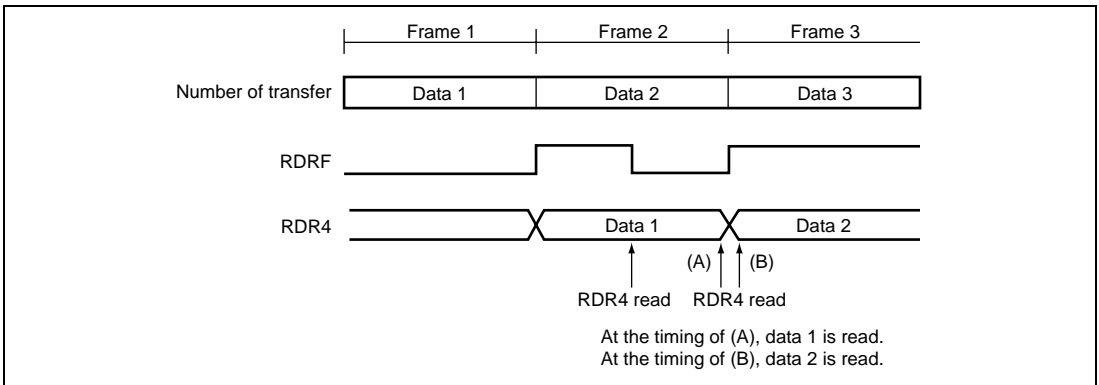 Frame 1 Frame 2 Frame 3
Number of transfer Data 1 Data 2 Data 3
RDRF
RDR4 Data 1 Data 2
(A) (B)
RDR4 read RDR4 read
At the timing of (A), data 1 is read.
At the timing of (B), data 2 is read.